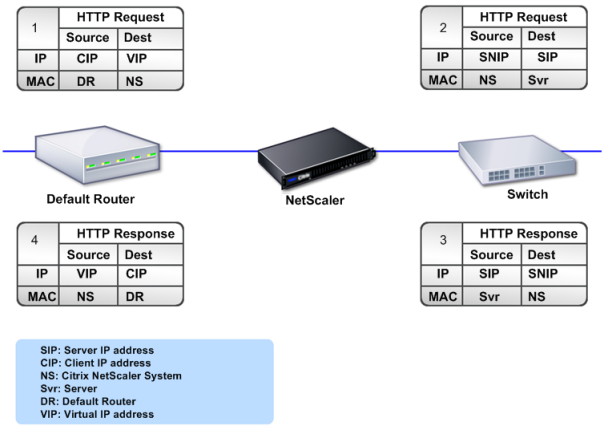 1 HTTP Request
Source Dest
IP CIP VIP
MAC DR NS
2 HTTP Request
Source Dest
IP SNIP SIP
MAC NS Svr
Default Router
NetScaler
Switch
4 HTTP Response
Source Dest
IP VIP CIP
MAC NS DR
3 HTTP Response
Source Dest
IP SIP SNIP
MAC Svr NS
SIP: Server IP address
CIP: Client IP address
NS: Citrix NetScaler System
Svr: Server
DR: Default Router
VIP: Virtual IP address